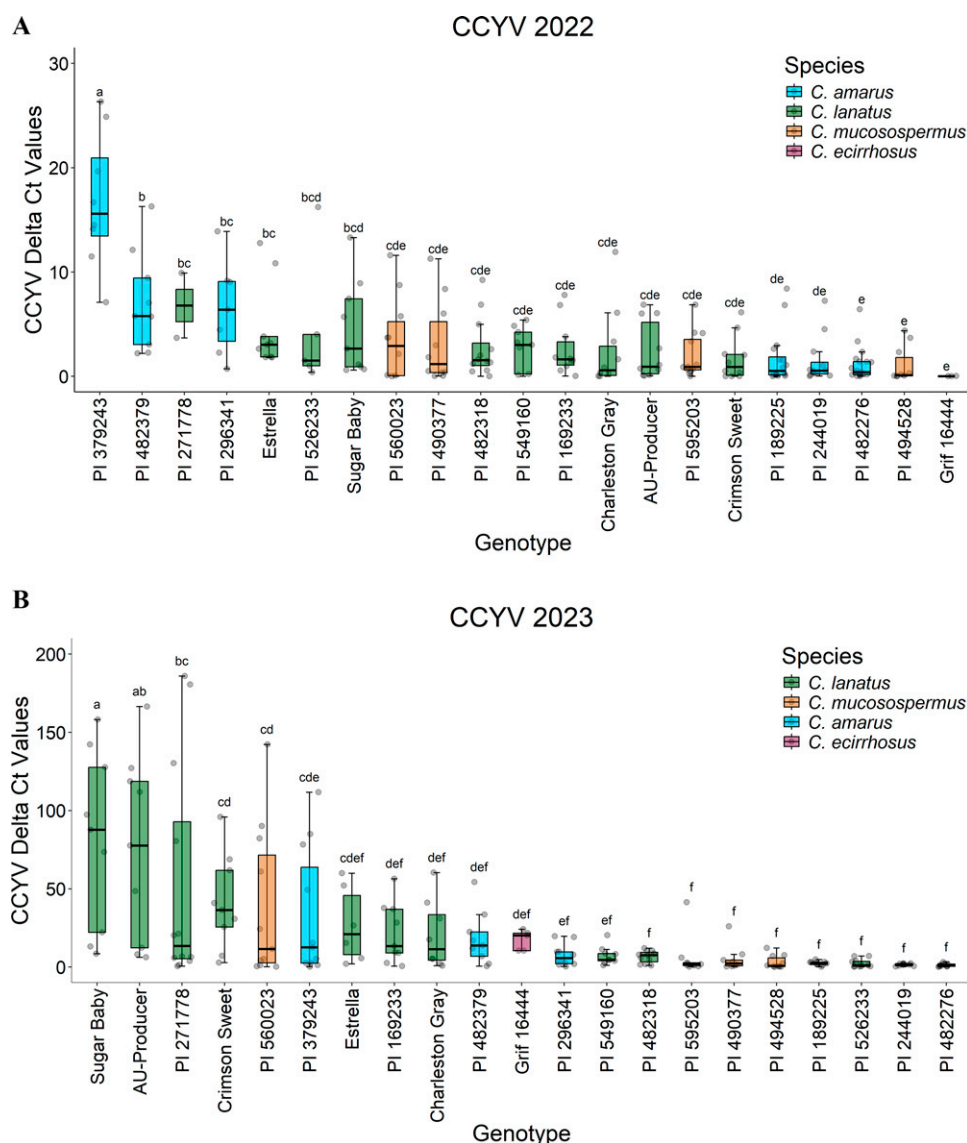 A
CCYV 2022
CCYV Delta Ct Values
30
20
10
0
Species
C. amarus
C. lanatus
C. mucosospermus
C. ecirrhosus
a
b
bc
bc
bc
bcd
bcd
cde
cde
cde
cde
cde
cde
cde
cde
cde
de
de
e
e
e
PI 379243
PI 482379
PI 271778
PI 296341
Estrella
PI 526233
Sugar Baby
PI 560023
PI 490377
PI 482318
PI 549160
PI 1692333
Charleston Gray
AU-Producer
PI 595203
Crimson Sweet
PI 189225
PI 244019
PI 482276
PI 494528
Grif 16444
Genotype
B
CCYV 2023
CCYV Delta Ct Values
200
150
100
50
0
Species
C. lanatus
C. mucosospermus
C. amarus
C. ecirrhosus
a
ab
bc
cd
cd
cde
cdef
def
def
def
def
ef
ef
f
f
f
f
f
f
f
f
Sugar Baby
AU-Producer
PI 271778
Crimson Sweet
PI 560023
PI 379243
Estrella
PI 169233
Charleston Gray
PI 482379
Grif 16444
PI 296341
PI 549160
PI 482318
PI 595203
PI 490377
PI 494528
PI 189225
PI 526233
PI 244019
PI 482276
Genotype